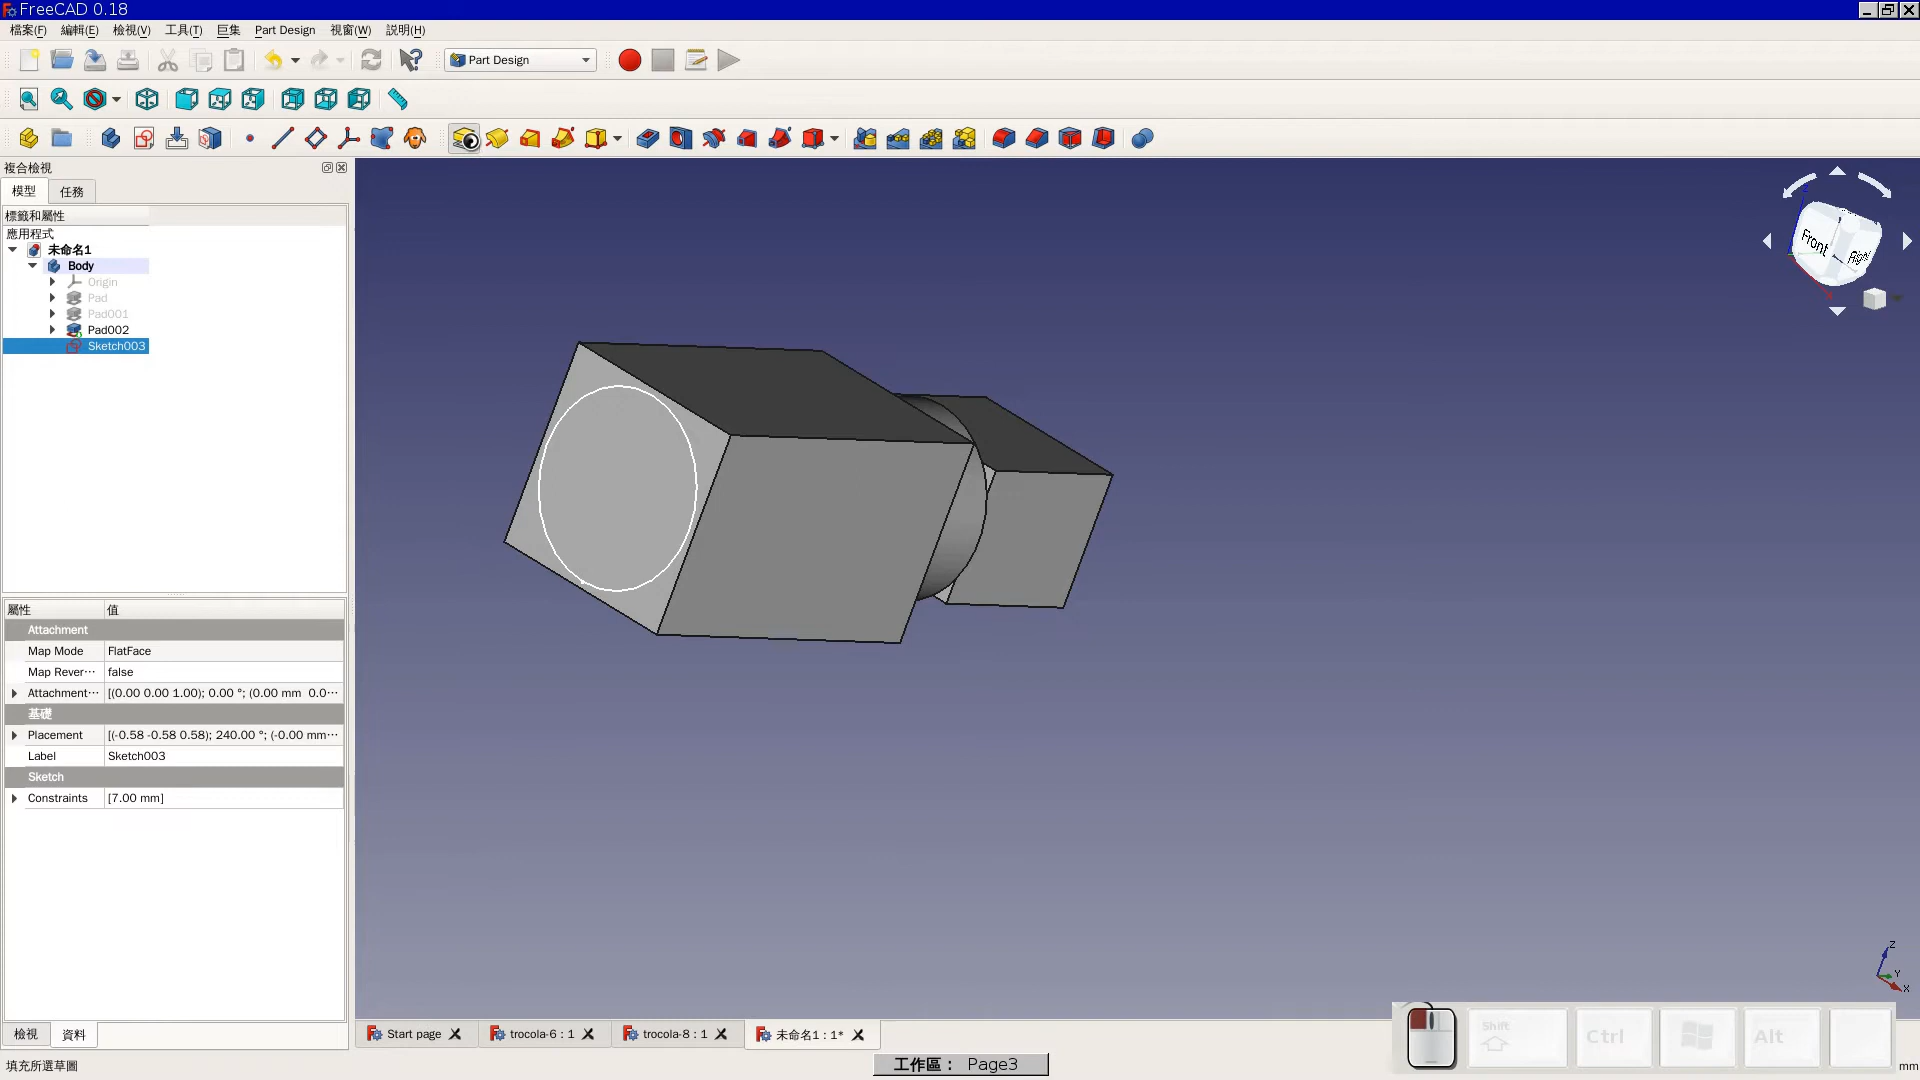 FreeCAD 0.18
檔案(F) 編輯(E) 檢視(V) 工具(T) 巨集 Part Design 視窗(W) 說明(H)
Part Design
複合檢視
模型 任務
標籤和屬性
應用程式
未命名1
Body
Origin
Pad
Pad001
Pad002
Sketch003
Front
Right
Z
屬性 值
Attachment
Map Mode FlatFace
Map Rever··· false
Attachment··· [(0.00 0.00 1.00); 0.00 °; (0.00 mm 0.0···
基礎
Placement [(-0.58 -0.58 0.58); 240.00 °; (-0.00 mm···
Label Sketch003
Sketch
Constraints [7.00 mm]
Z
Y
X
檢視 資料
Start page trocola-6 : 1 trocola-8 : 1 未命名1 : 1*
Shift Ctrl Alt
填充所選草圖
工作區： Page3
mm